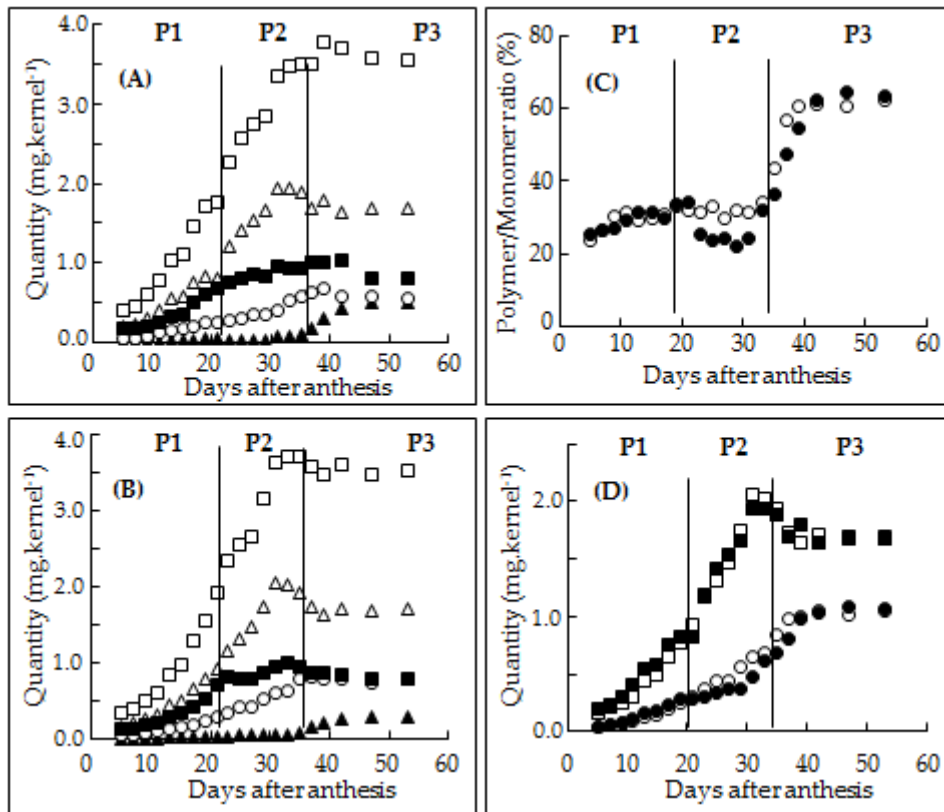 P1 P2 P3
(A)
Quantity (mg.kernel⁻¹)
4.0
3.0
2.0
1.0
0.0
0 10 20 30 40 50 60
Days after anthesis
P1 P2 P3
(C)
Polymer/Monomer ratio (%)
80
60
40
20
0
0 10 20 30 40 50 60
Days after anthesis
P1 P2 P3
(B)
Quantity (mg.kernel⁻¹)
4.0
3.0
2.0
1.0
0.0
0 10 20 30 40 50 60
Days after anthesis
P1 P2 P3
(D)
Quantity (mg.kernel⁻¹)
2.0
1.0
0.0
0 10 20 30 40 50 60
Days after anthesis